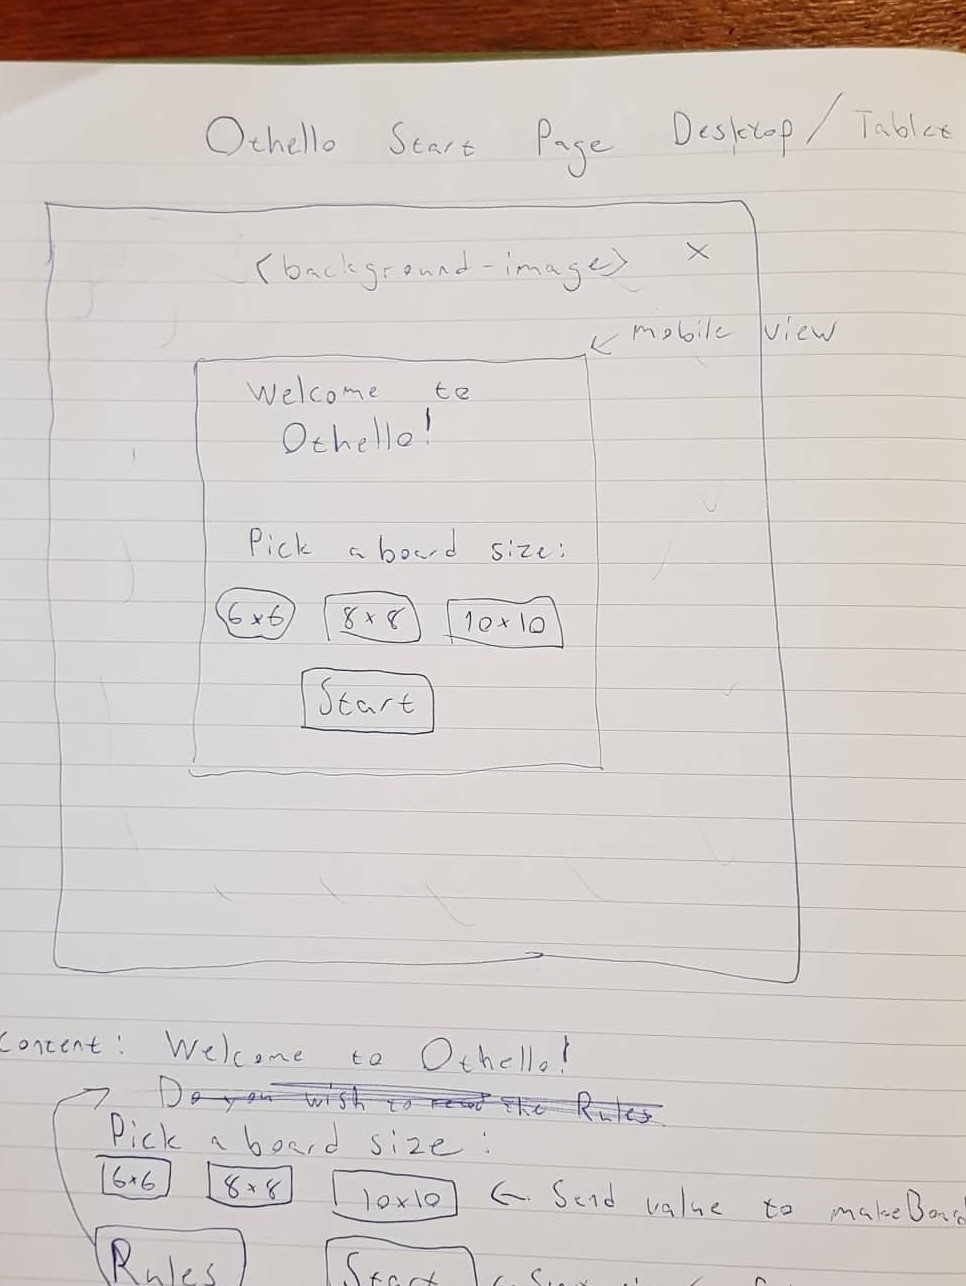 Othello Start Page Desktop / Tablet
<background-image> X
← mobile view
Welcome to
Othello!
Pick a board size:
6x6 8x8 10x10
Start
Content: Welcome to Othello!
Do you wish to read the Rules
Pick a board size:
6x6 8x8 10x10 ← Send value to makeBoard
Rules Start ←